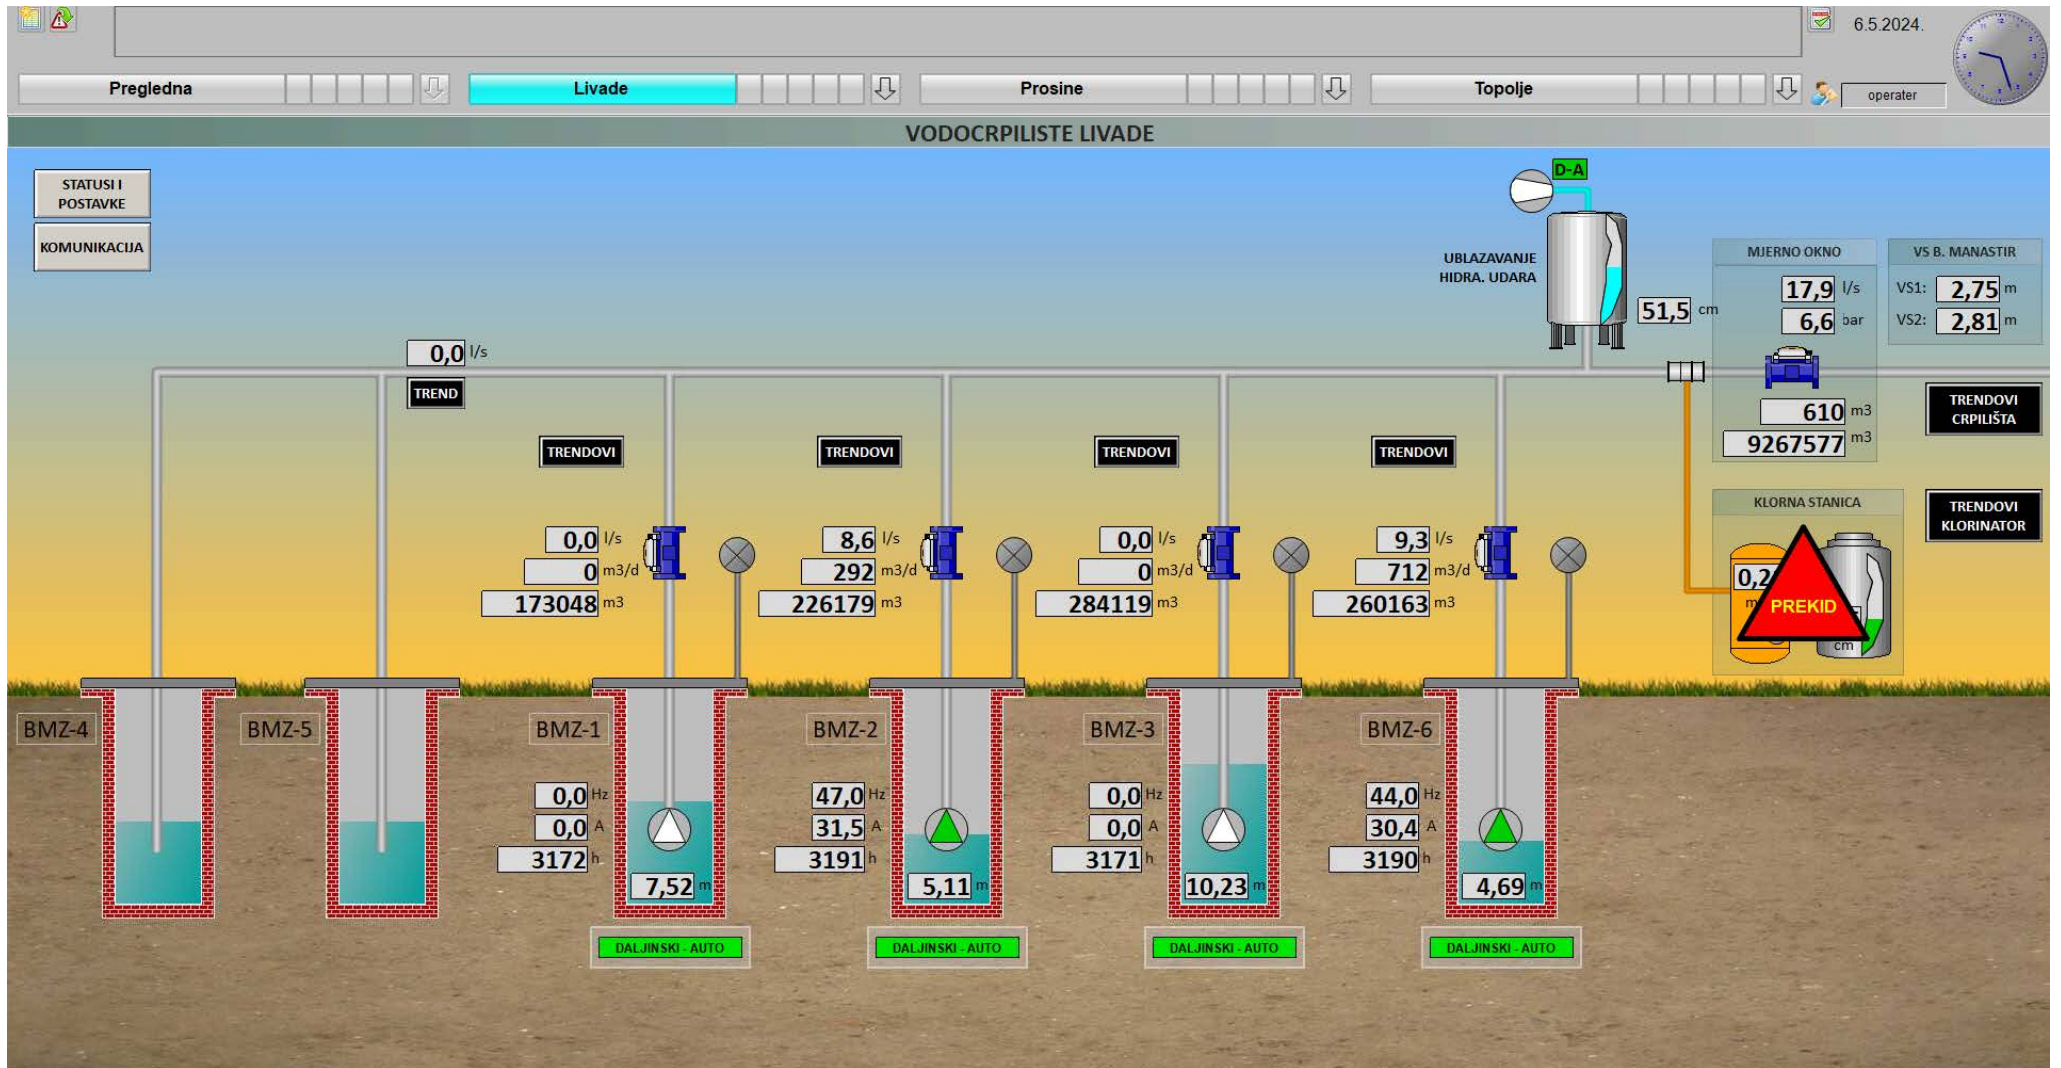 6.5.2024.
Pregledna
Livade
Prosine
Topolje
operater
VODOCRPILISTE LIVADE
STATUSI I
POSTAVKE
KOMUNIKACIJA
D-A
UBLAZAVANJE
HIDRA. UDARA
51,5 cm
MJERNO OKNO
17,9 l/s
6,6 bar
610 m3
9267577 m3
VS B. MANASTIR
VS1: 2,75 m
VS2: 2,81 m
0,0 l/s
TREND
TRENDOVI
CRPILIŠTA
TRENDOVI
TRENDOVI
TRENDOVI
TRENDOVI
KLORNA STANICA
PREKID
cm
TRENDOVI
KLORINATOR
0,0 l/s
0 m3/d
173048 m3
8,6 l/s
292 m3/d
226179 m3
0,0 l/s
0 m3/d
284119 m3
9,3 l/s
712 m3/d
260163 m3
BMZ-4
BMZ-5
BMZ-1
0,0 Hz
0,0 A
3172 h
7,52 m
DALJINSKI - AUTO
BMZ-2
47,0 Hz
31,5 A
3191 h
5,11 m
DALJINSKI - AUTO
BMZ-3
0,0 Hz
0,0 A
3171 h
10,23 m
DALJINSKI - AUTO
BMZ-6
44,0 Hz
30,4 A
3190 h
4,69 m
DALJINSKI - AUTO